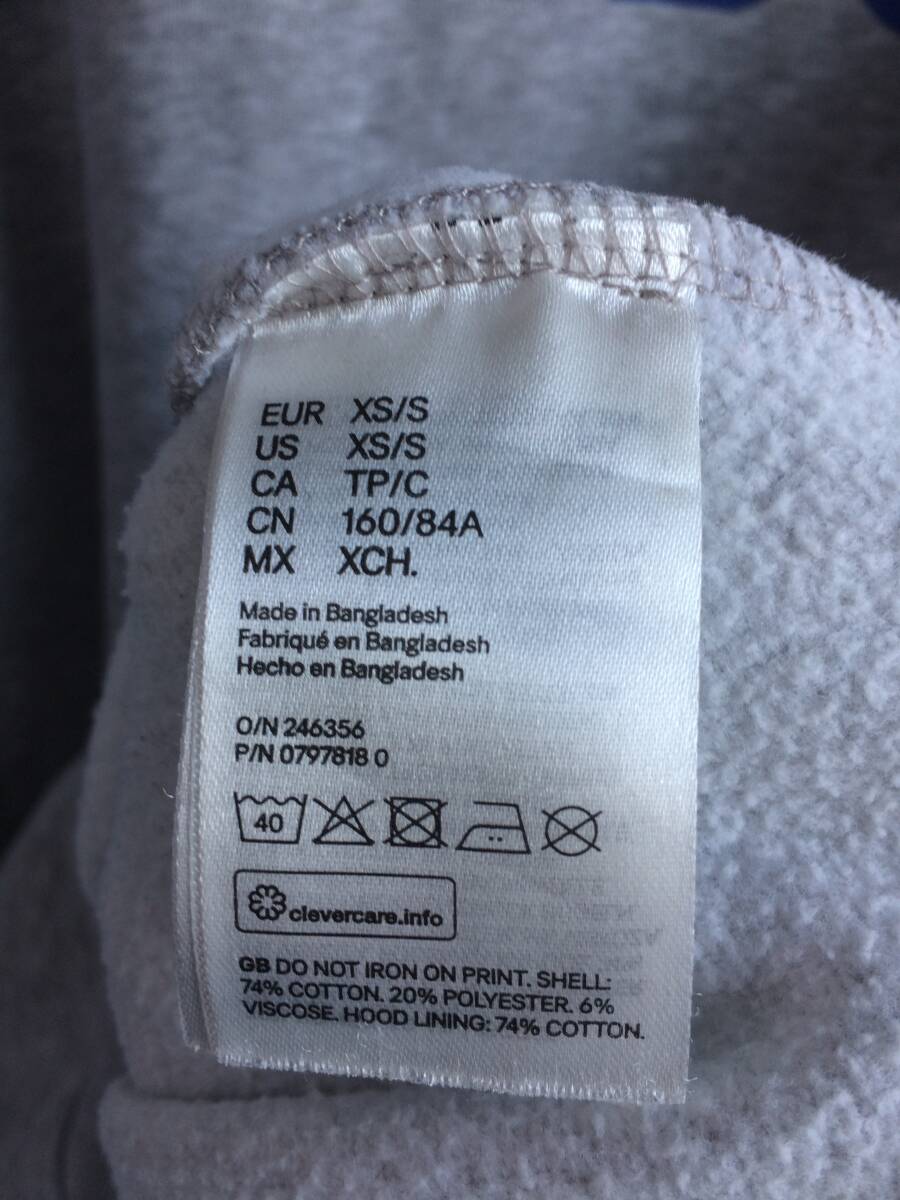 EUR XS/S
US XS/S
CA TP/C
CN 160/84A
MX XCH.
Made in Bangladesh
Fabriqué en Bangladesh
Hecho en Bangladesh
O/N 246356
P/N 0797818 0
40
clevercare.info
GB DO NOT IRON ON PRINT. SHELL:
74% COTTON. 20% POLYESTER. 6%
VISCOSE. HOOD LINING: 74% COTTON.